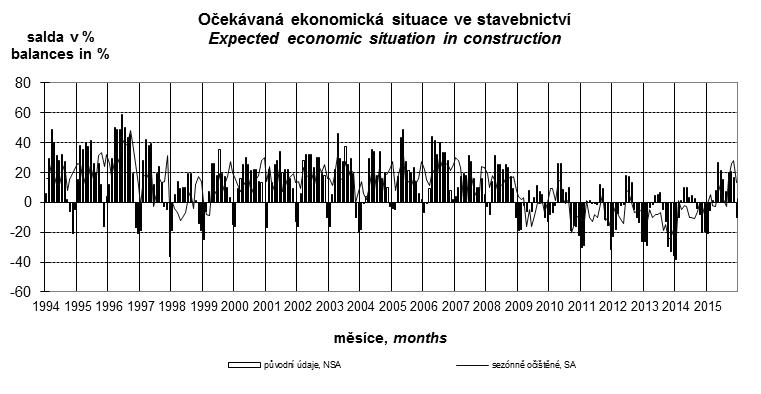 Očekávaná ekonomická situace ve stavebnictví
Expected economic situation in construction
salda v %
balances in %
80
60
40
20
0
-20
-40
-60
1994 1995 1996 1997 1998 1999 2000 2001 2002 2003 2004 2005 2006 2007 2008 2009 2010 2011 2012 2013 2014 2015
měsíce, months
původní údaje, NSA sezónně očištěné, SA